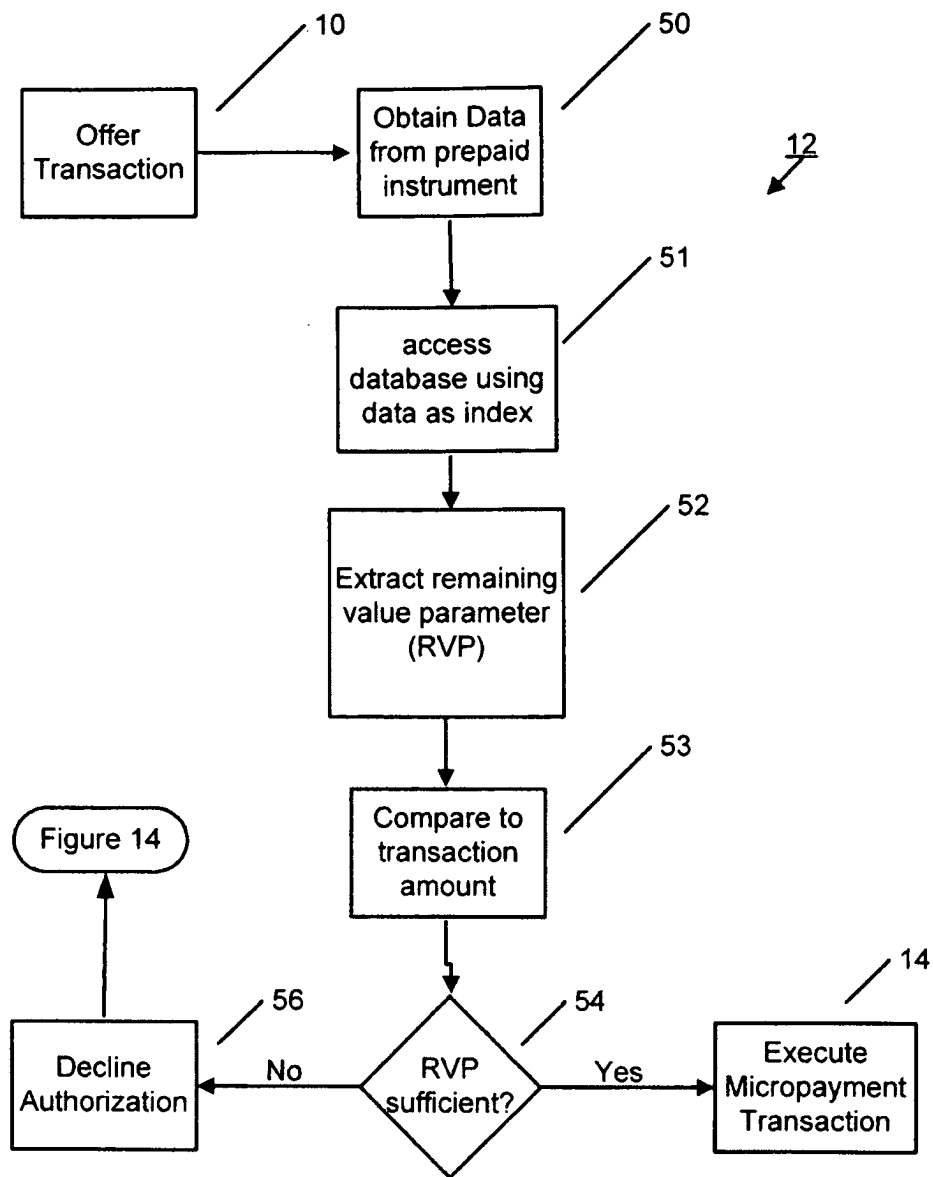 10
50
Offer
Transaction
Obtain Data
from prepaid
instrument
12
51
access
database using
data as index
52
Extract remaining
value parameter
(RVP)
53
Compare to
transaction
amount
Figure 14
56
54
14
Decline
Authorization
No
RVP
sufficient?
Yes
Execute
Micropayment
Transaction